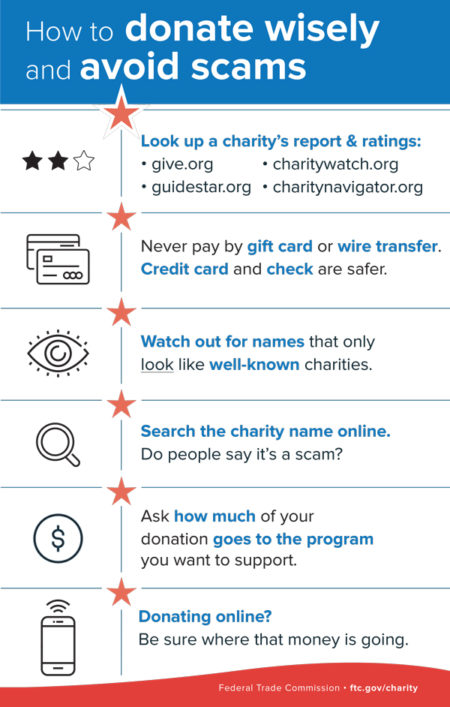 How to donate wisely
and avoid scams
Look up a charity's report & ratings:
• give.org • charitywatch.org
• guidestar.org • charitynavigator.org
Never pay by gift card or wire transfer.
Credit card and check are safer.
Watch out for names that only
look like well-known charities.
Search the charity name online.
Do people say it's a scam?
$
Ask how much of your
donation goes to the program
you want to support.
Donating online?
Be sure where that money is going.
Federal Trade Commission • ftc.gov/charity